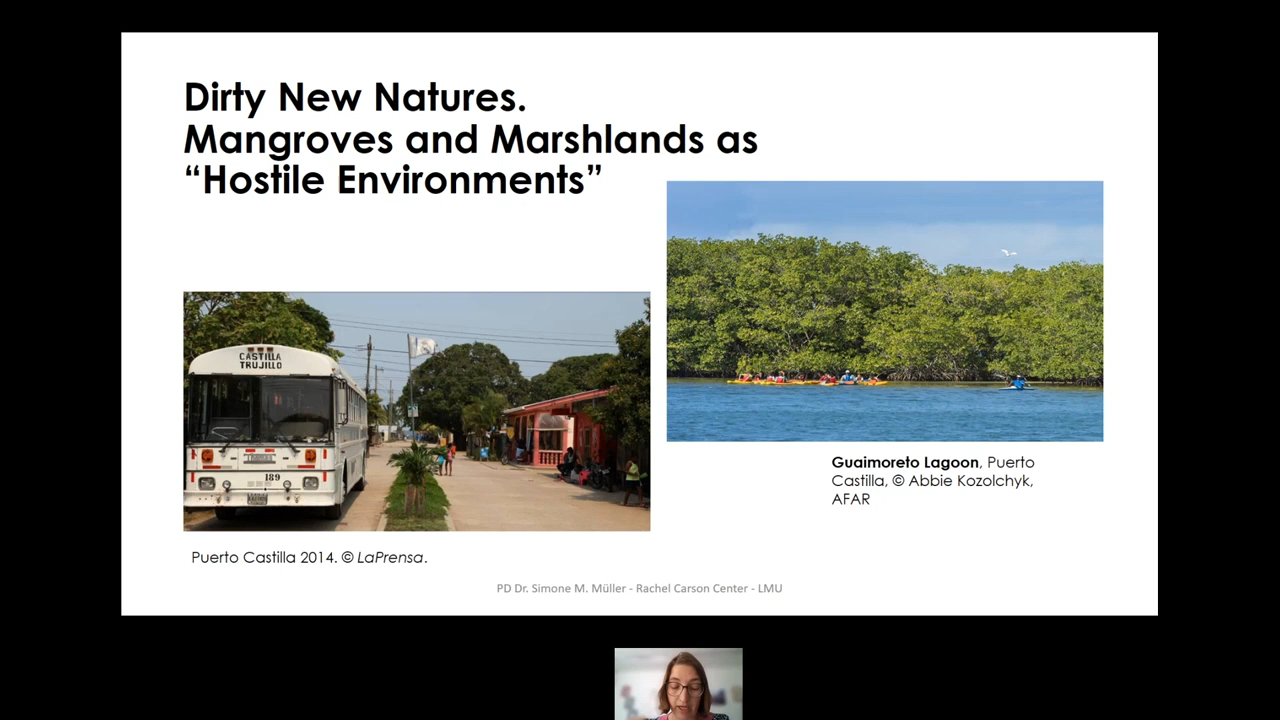 Dirty New Natures.
Mangroves and Marshlands as
“Hostile Environments”
CASTILLA
TRUJILLO
189
Guaimoreto Lagoon, Puerto
Castilla, © Abbie Kozolchyk,
AFAR
Puerto Castilla 2014. © LaPrensa.
PD Dr. Simone M. Müller - Rachel Carson Center - LMU